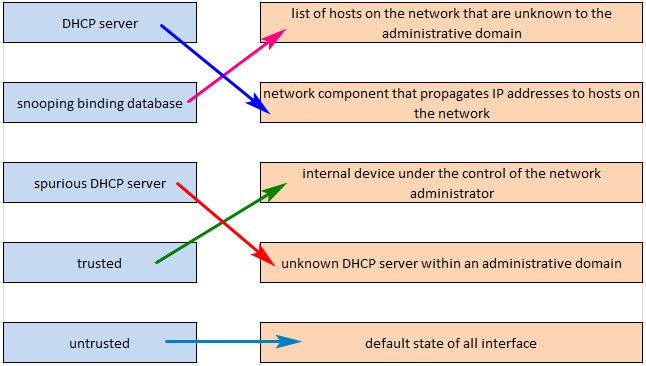 DHCP server
list of hosts on the network that are unknown to the
administrative domain
snooping binding database
network component that propagates IP addresses to hosts on
the network
spurious DHCP server
internal device under the control of the network
administrator
trusted
unknown DHCP server within an administrative domain
untrusted
default state of all interface